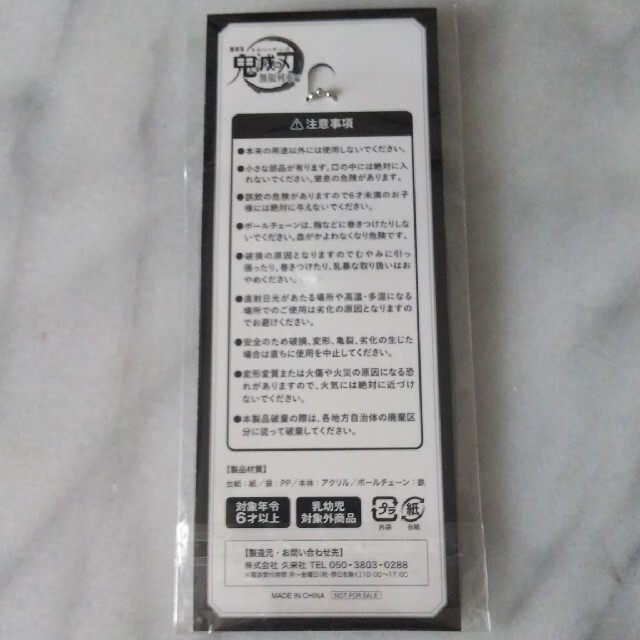 鬼滅の刃
無限列車編
注意事項
●本来の用途以外には使用しないでください。
●小さな部品が有ります。口の中には絶対に入
れないでください。窒息の危険があります。
●誤飲の危険がありますので6才未満のお子
様には絶対に与えないでください。
●ボールチェーンは、指などに巻きつけたりしな
いでください。血がかよわなくなり危険です。
●破損の原因となりますのでむやみに引っ
張ったり、巻きつけたり、乱暴な取り扱いはお
やめください。
●直射日光があたる場所や高温・多湿になる
場所でのご使用は劣化の原因となりますの
でお避けください。
●安全のため破損、変形、亀裂、劣化の生じた
場合は直ちに使用を中止してください。
●変形変質または火傷や火災の原因になる恐
れがありますので、火気には絶対に近づけ
ないでください。
●本製品破棄の際は、各地方自治体の廃棄区
分に従って破棄してください。
【製品材質】
台紙:紙/袋:PP/本体:アクリル/ボールチェーン:鉄
対象年令
6才以上
乳幼児
対象外商品
プラ
外袋
紙
台紙
【製造元・お問い合わせ先】
株式会社 久栄社 TEL 050-3803-0288
※電話受付時間 月〜金曜日(祝・祭日を除く)10:00〜17:00
MADE IN CHINA NOT FOR SALE